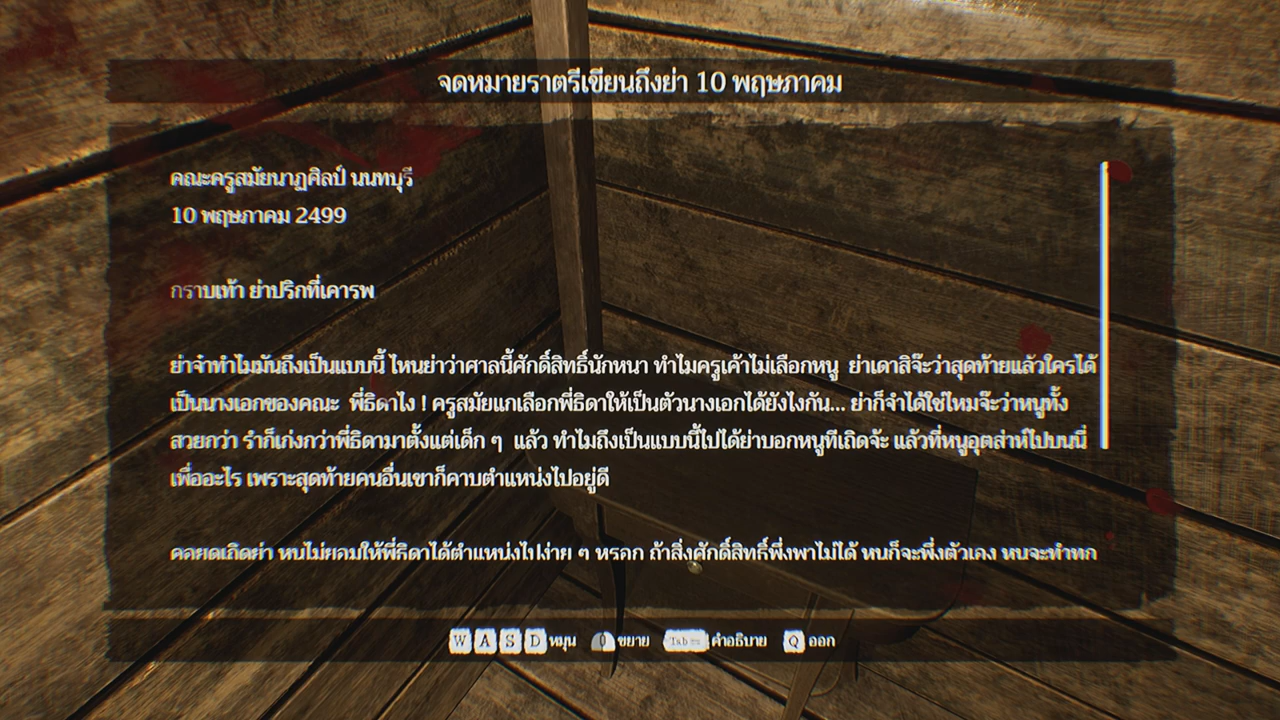 จดหมายราตรีเขียนถึงย่า 10 พฤษภาคม
คณะครูสมัยนาฏศิลป์ นนทบุรี
10 พฤษภาคม 2499
กราบเท้า ย่าปริกที่เคารพ
ย่าจ๋าทำไมมันถึงเป็นแบบนี้ ไหนย่าว่าศาลนี้ศักดิ์สิทธิ์นักหนา ทำไมครูเค้าไม่เลือกหนู ย่าเดาสิจ๊ะว่าสุดท้ายแล้วใครได้
เป็นนางเอกของคณะ พี่ธิดาไง ! ครูสมัยแกเลือกพี่ธิดาให้เป็นตัวนางเอกได้ยังไงกัน... ย่าก็จำได้ใช่ไหมจ๊ะว่าหนูทั้ง
สวยกว่า รำก็เก่งกว่าพี่ธิดามาตั้งแต่เด็ก ๆ แล้ว ทำไมถึงเป็นแบบนี้ไปได้ย่าบอกหนูทีเถิดจ้ะ แล้วที่หนูอุตส่าห์ไปบนนี่
เพื่ออะไร เพราะสุดท้ายคนอื่นเขาก็คาบตำแหน่งไปอยู่ดี
คอยดูเถิดย่า หนูไม่ยอมให้พี่ธิดาได้ตำแหน่งไปง่าย ๆ หรอก ถ้าสิ่งศักดิ์สิทธิ์พึ่งพาไม่ได้ หนูก็จะพึ่งตัวเอง หนูจะทำทุก
W A S D หมุน ขยาย Tab คำอธิบาย Q ออก